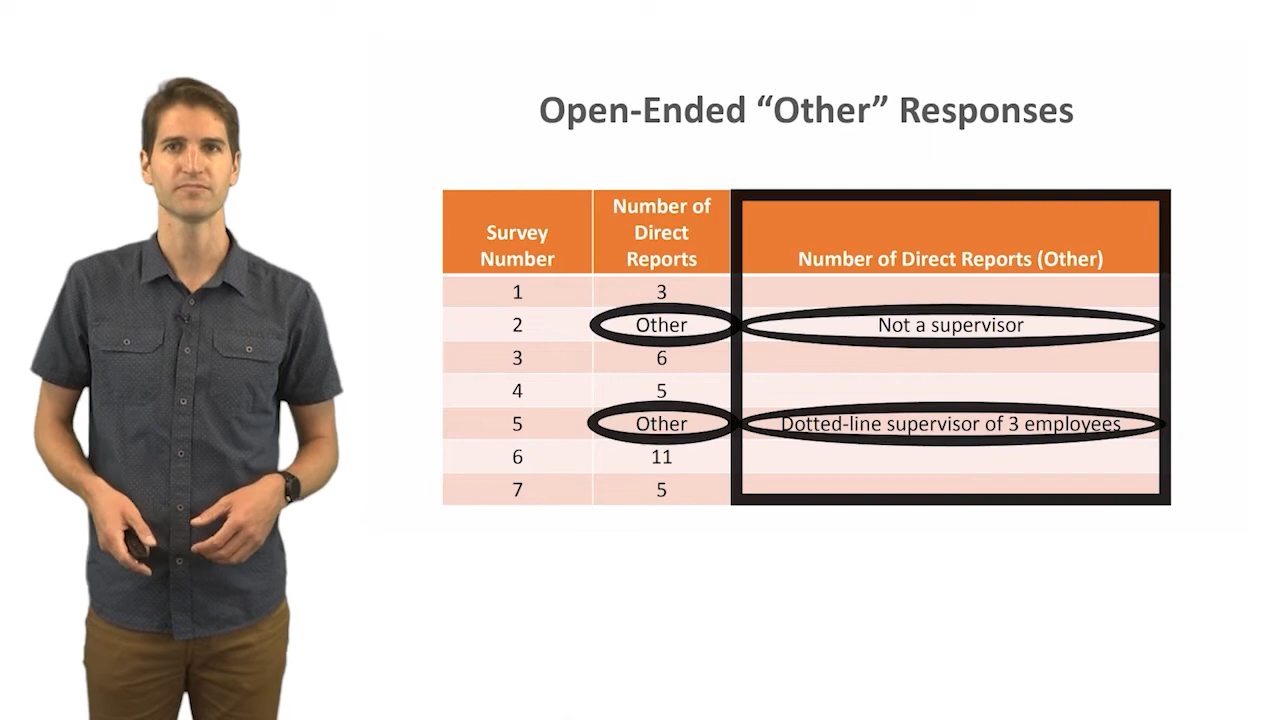 Open-Ended “Other” Responses
Survey Number
Number of Direct Reports
Number of Direct Reports (Other)
1 3
2 Other Not a supervisor
3 6
4 5
5 Other Dotted-line supervisor of 3 employees
6 11
7 5